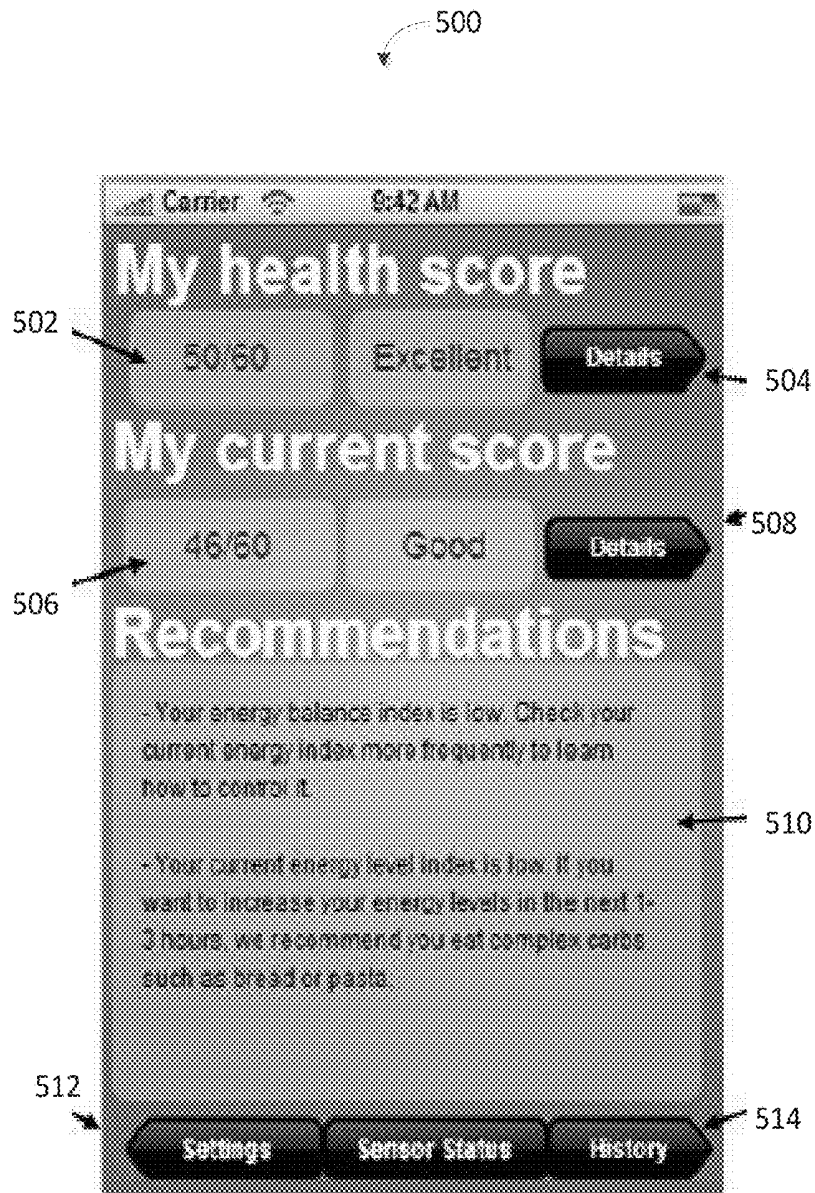 500
Carrier 9:42 AM
My health score
502
50/60 Excellent Details
504
My current score
508
46/60 Good Details
506
Recommendations
- Your energy balance index is low. Check your
current energy index more frequently to learn
how to control it.
510
- Your current energy level index is low. If you
want to increase your energy levels in the next 1-
3 hours, we recommend you eat complex carbs
such as bread or pasta.
512
514
Settings Sensor States History